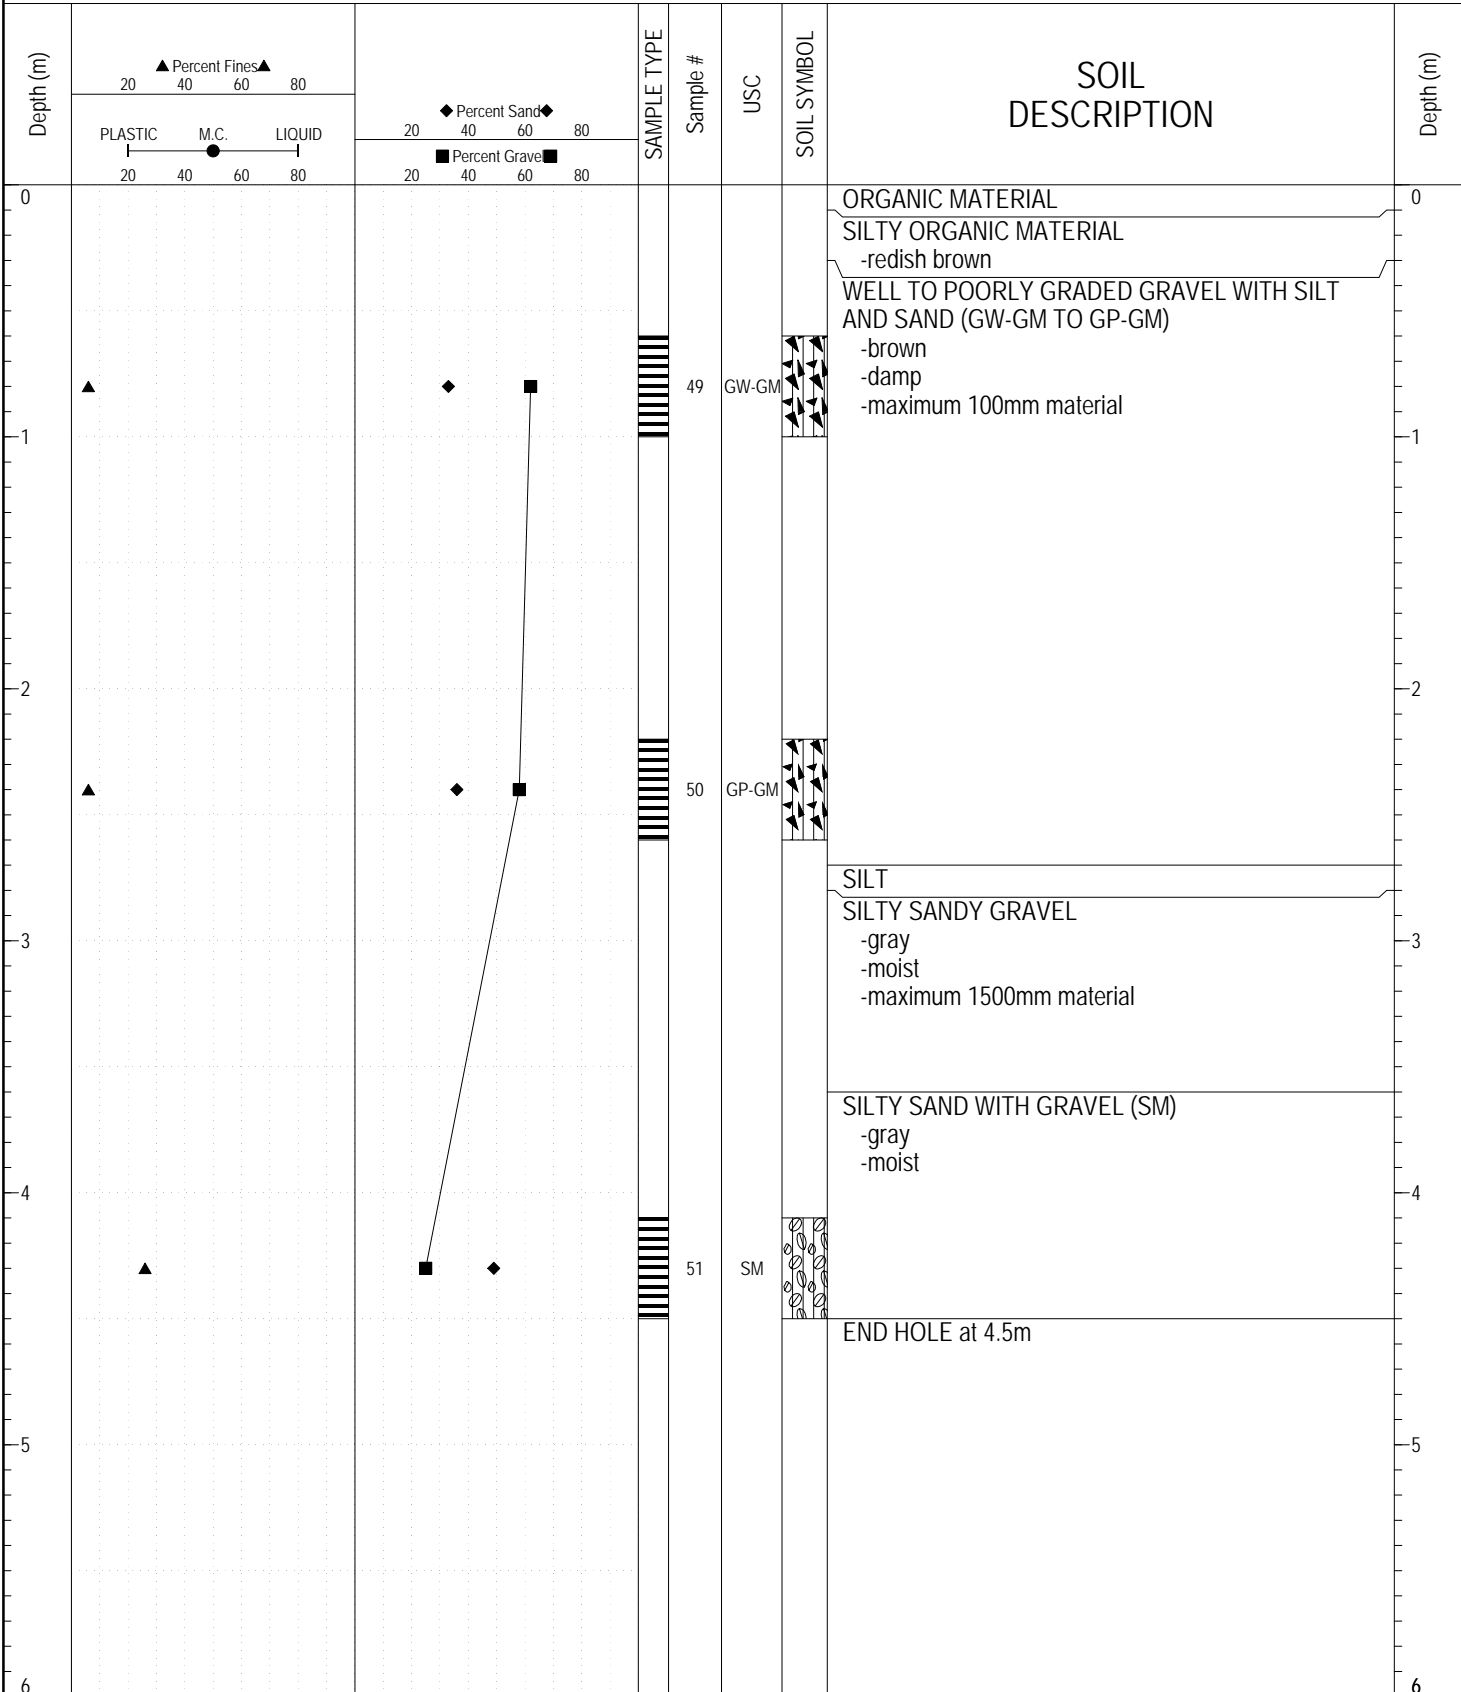 Depth (m)
▲ Percent Fines▲
20 40 60 80
PLASTIC M.C. LIQUID
20 40 60 80
◆ Percent Sand◆
20 40 60 80
■ Percent Gravel■
20 40 60 80
SAMPLE TYPE
Sample #
USC
SOIL SYMBOL
SOIL
DESCRIPTION
Depth (m)
0 0
ORGANIC MATERIAL
SILTY ORGANIC MATERIAL
-redish brown
WELL TO POORLY GRADED GRAVEL WITH SILT
AND SAND (GW-GM TO GP-GM)
-brown
-damp
49 GW-GM
-maximum 100mm material
1 1
2 2
50 GP-GM
SILT
SILTY SANDY GRAVEL
-gray
3 3
-moist
-maximum 1500mm material
SILTY SAND WITH GRAVEL (SM)
-gray
-moist
4 4
51 SM
END HOLE at 4.5m
5 5
6 6